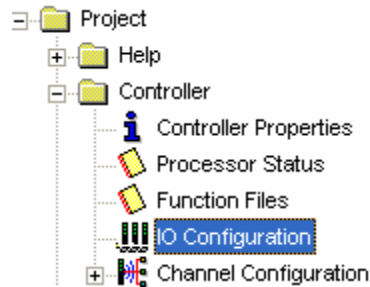 Project
Help
Controller
Controller Properties
Processor Status
Function Files
IO Configuration
Channel Configuration